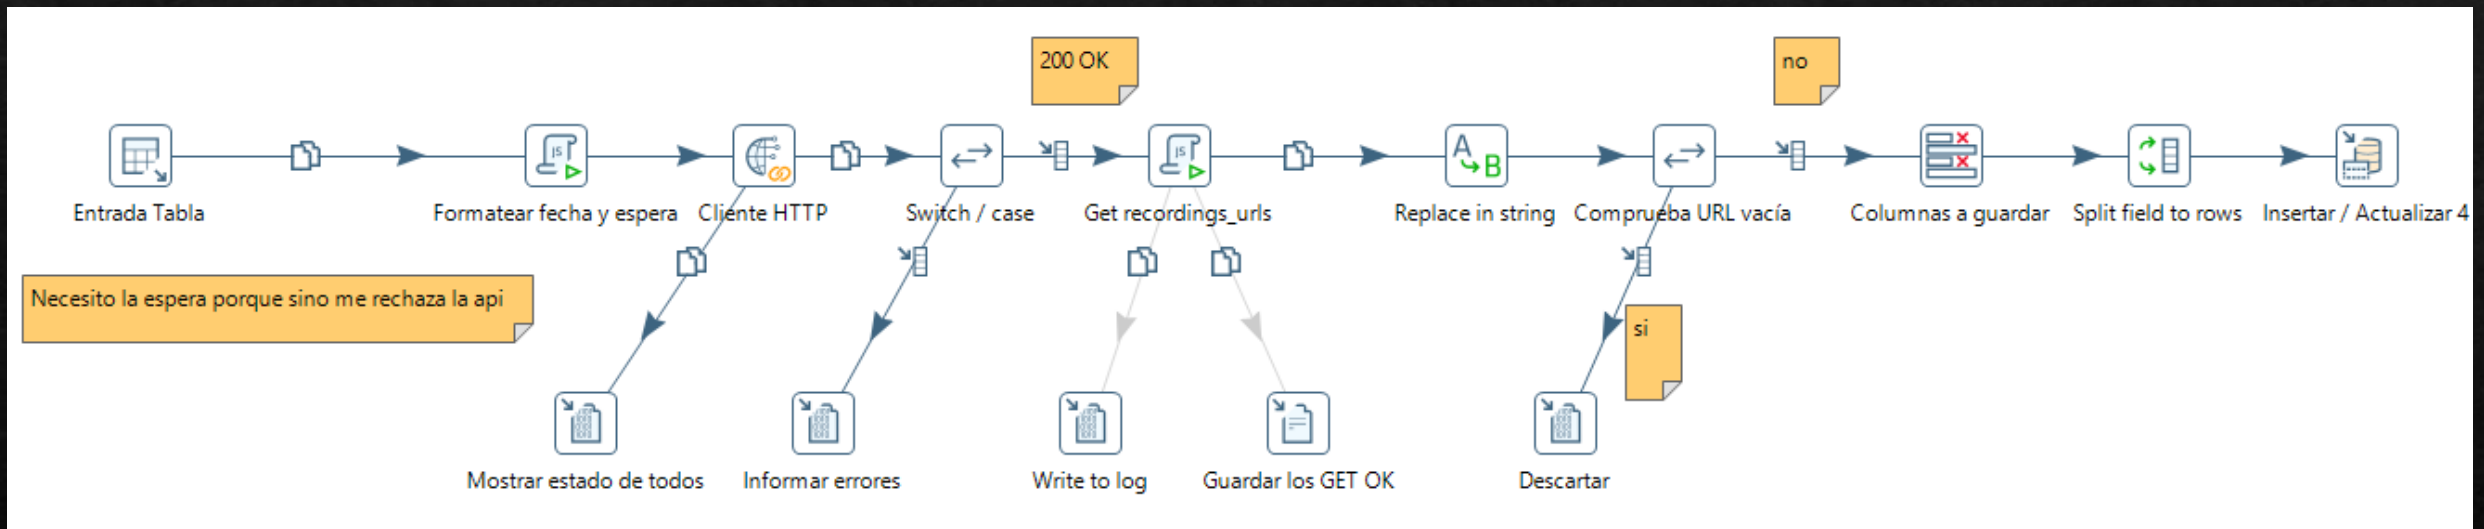 200 OK
no
Entrada Tabla
Formatear fecha y espera
Cliente HTTP
Switch / case
Get recordings_urls
Replace in string
Comprueba URL vacía
Columnas a guardar
Split field to rows
Insertar / Actualizar 4
Necesito la espera porque sino me rechaza la api
si
Mostrar estado de todos
Informar errores
Write to log
Guardar los GET OK
Descartar